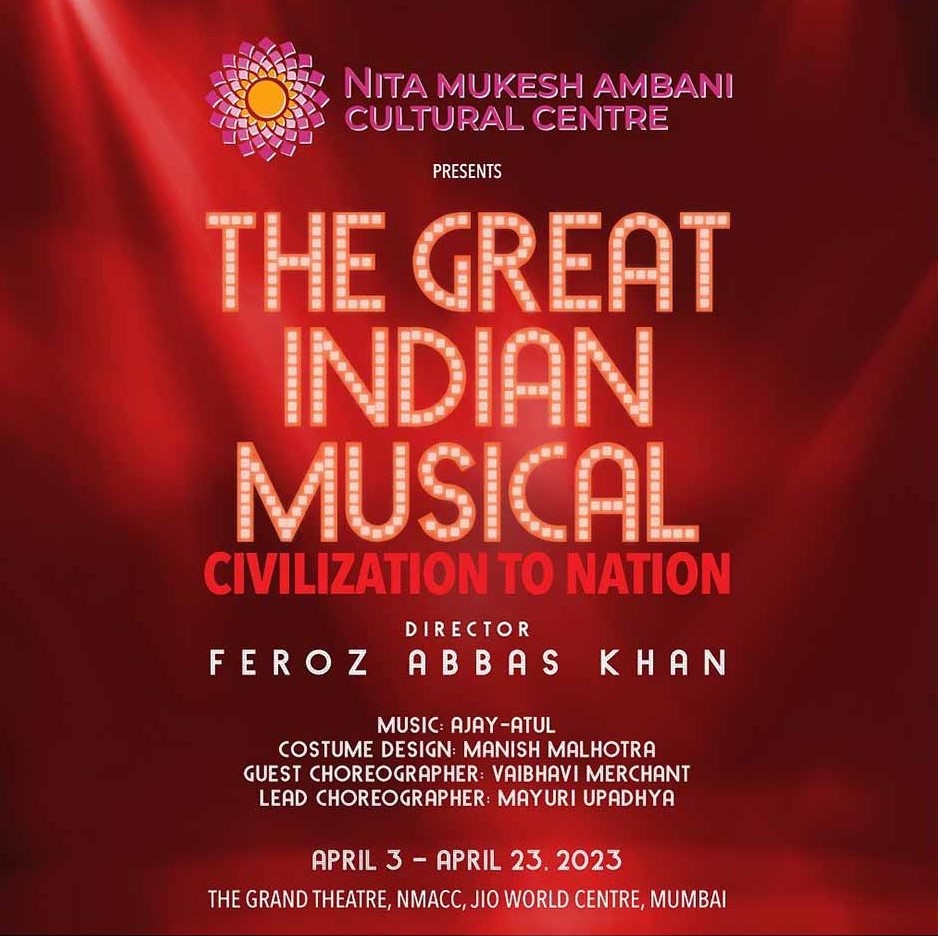 NITA MUKESH AMBANI
CULTURAL CENTRE
PRESENTS
THE GREAT
INDIAN
MUSICAL
CIVILIZATION TO NATION
DIRECTOR
FEROZ ABBAS KHAN
MUSIC: AJAY-ATUL
COSTUME DESIGN: MANISH MALHOTRA
GUEST CHOREOGRAPHER: VAIBHAVI MERCHANT
LEAD CHOREOGRAPHER: MAYURI UPADHYA
APRIL 3 - APRIL 23, 2023
THE GRAND THEATRE, NMACC, JIO WORLD CENTRE, MUMBAI